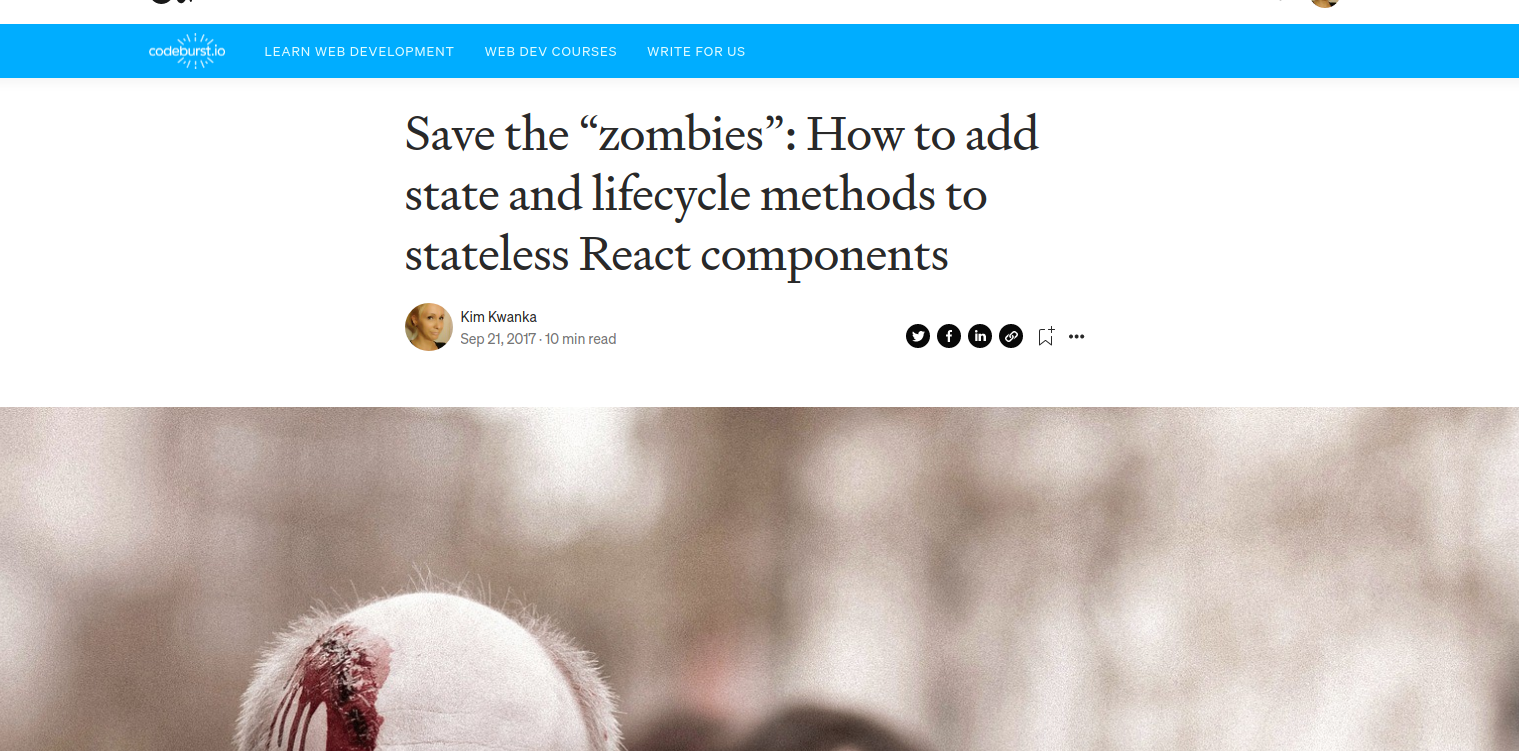 codeburst.io
LEARN WEB DEVELOPMENT
WEB DEV COURSES
WRITE FOR US
Save the “zombies”: How to add
state and lifecycle methods to
stateless React components
Kim Kwanka
Sep 21, 2017 · 10 min read